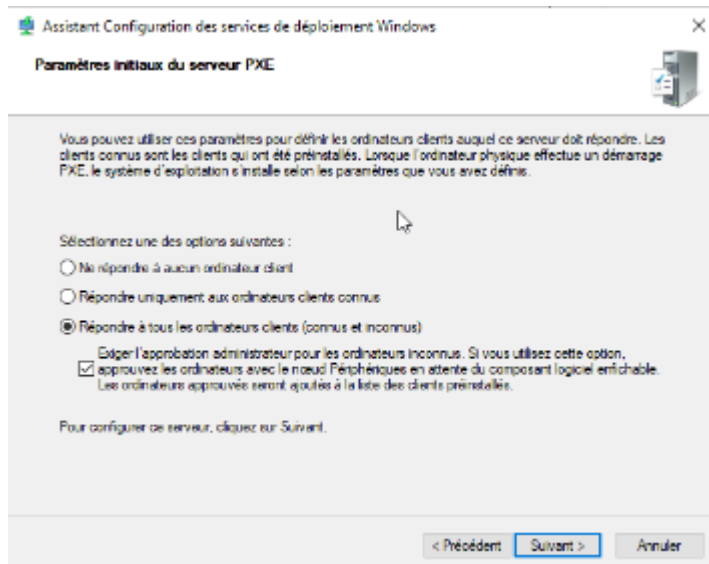 Assistant Configuration des services de déploiement Windows
Paramètres initiaux du serveur PXE
Vous pouvez utiliser ces paramètres pour définir les ordinateurs clients auquel ce serveur doit répondre. Les
clients connus sont les clients qui ont été préinstallés. Lorsque l'ordinateur physique effectue un démarrage
PXE, le système d'exploitation s'installe selon les paramètres que vous avez définis.
Sélectionnez une des options suivantes :
Ne répondre à aucun ordinateur client
Répondre uniquement aux ordinateurs clients connus
Répondre à tous les ordinateurs clients (connus et inconnus)
Exiger l'approbation administrateur pour les ordinateurs inconnus. Si vous utilisez cette option,
approuvez les ordinateurs avec le nœud Périphériques en attente du composant logiciel enfichable.
Les ordinateurs approuvés seront ajoutés à la liste des clients préinstallés.
Pour configurer ce serveur, cliquez sur Suivant.
< Précédent Suivant > Annuler